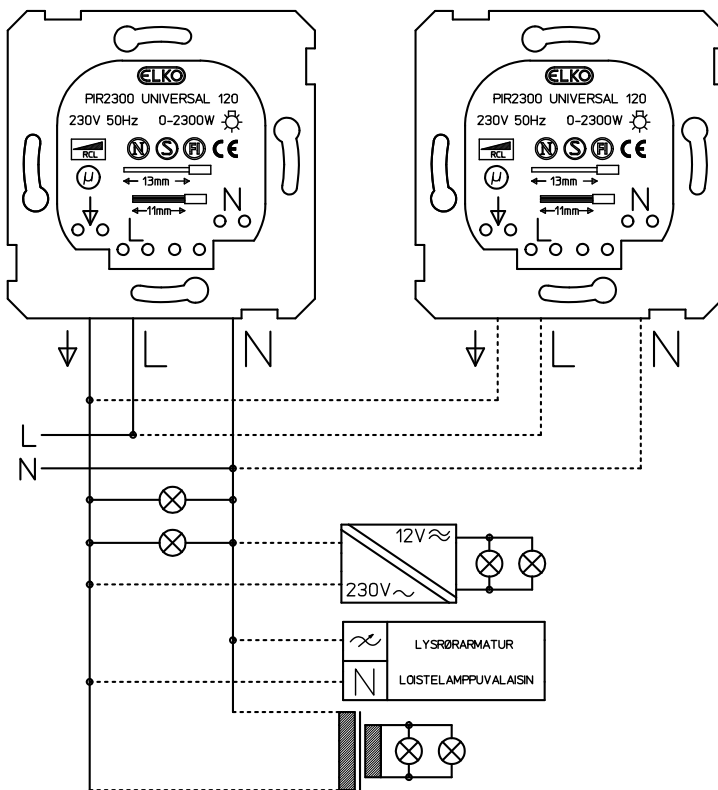 ELKO
PIR2300 UNIVERSAL 120
230V 50Hz 0-2300W
RCL
N S FI CE
μ
13mm
11mm
L
N
ELKO
PIR2300 UNIVERSAL 120
230V 50Hz 0-2300W
RCL
N S FI CE
μ
13mm
11mm
L
N
L N
L N
L
N
12V
230V
LYSRØRARMATUR
N LOISTELAMPPUVALAISIN